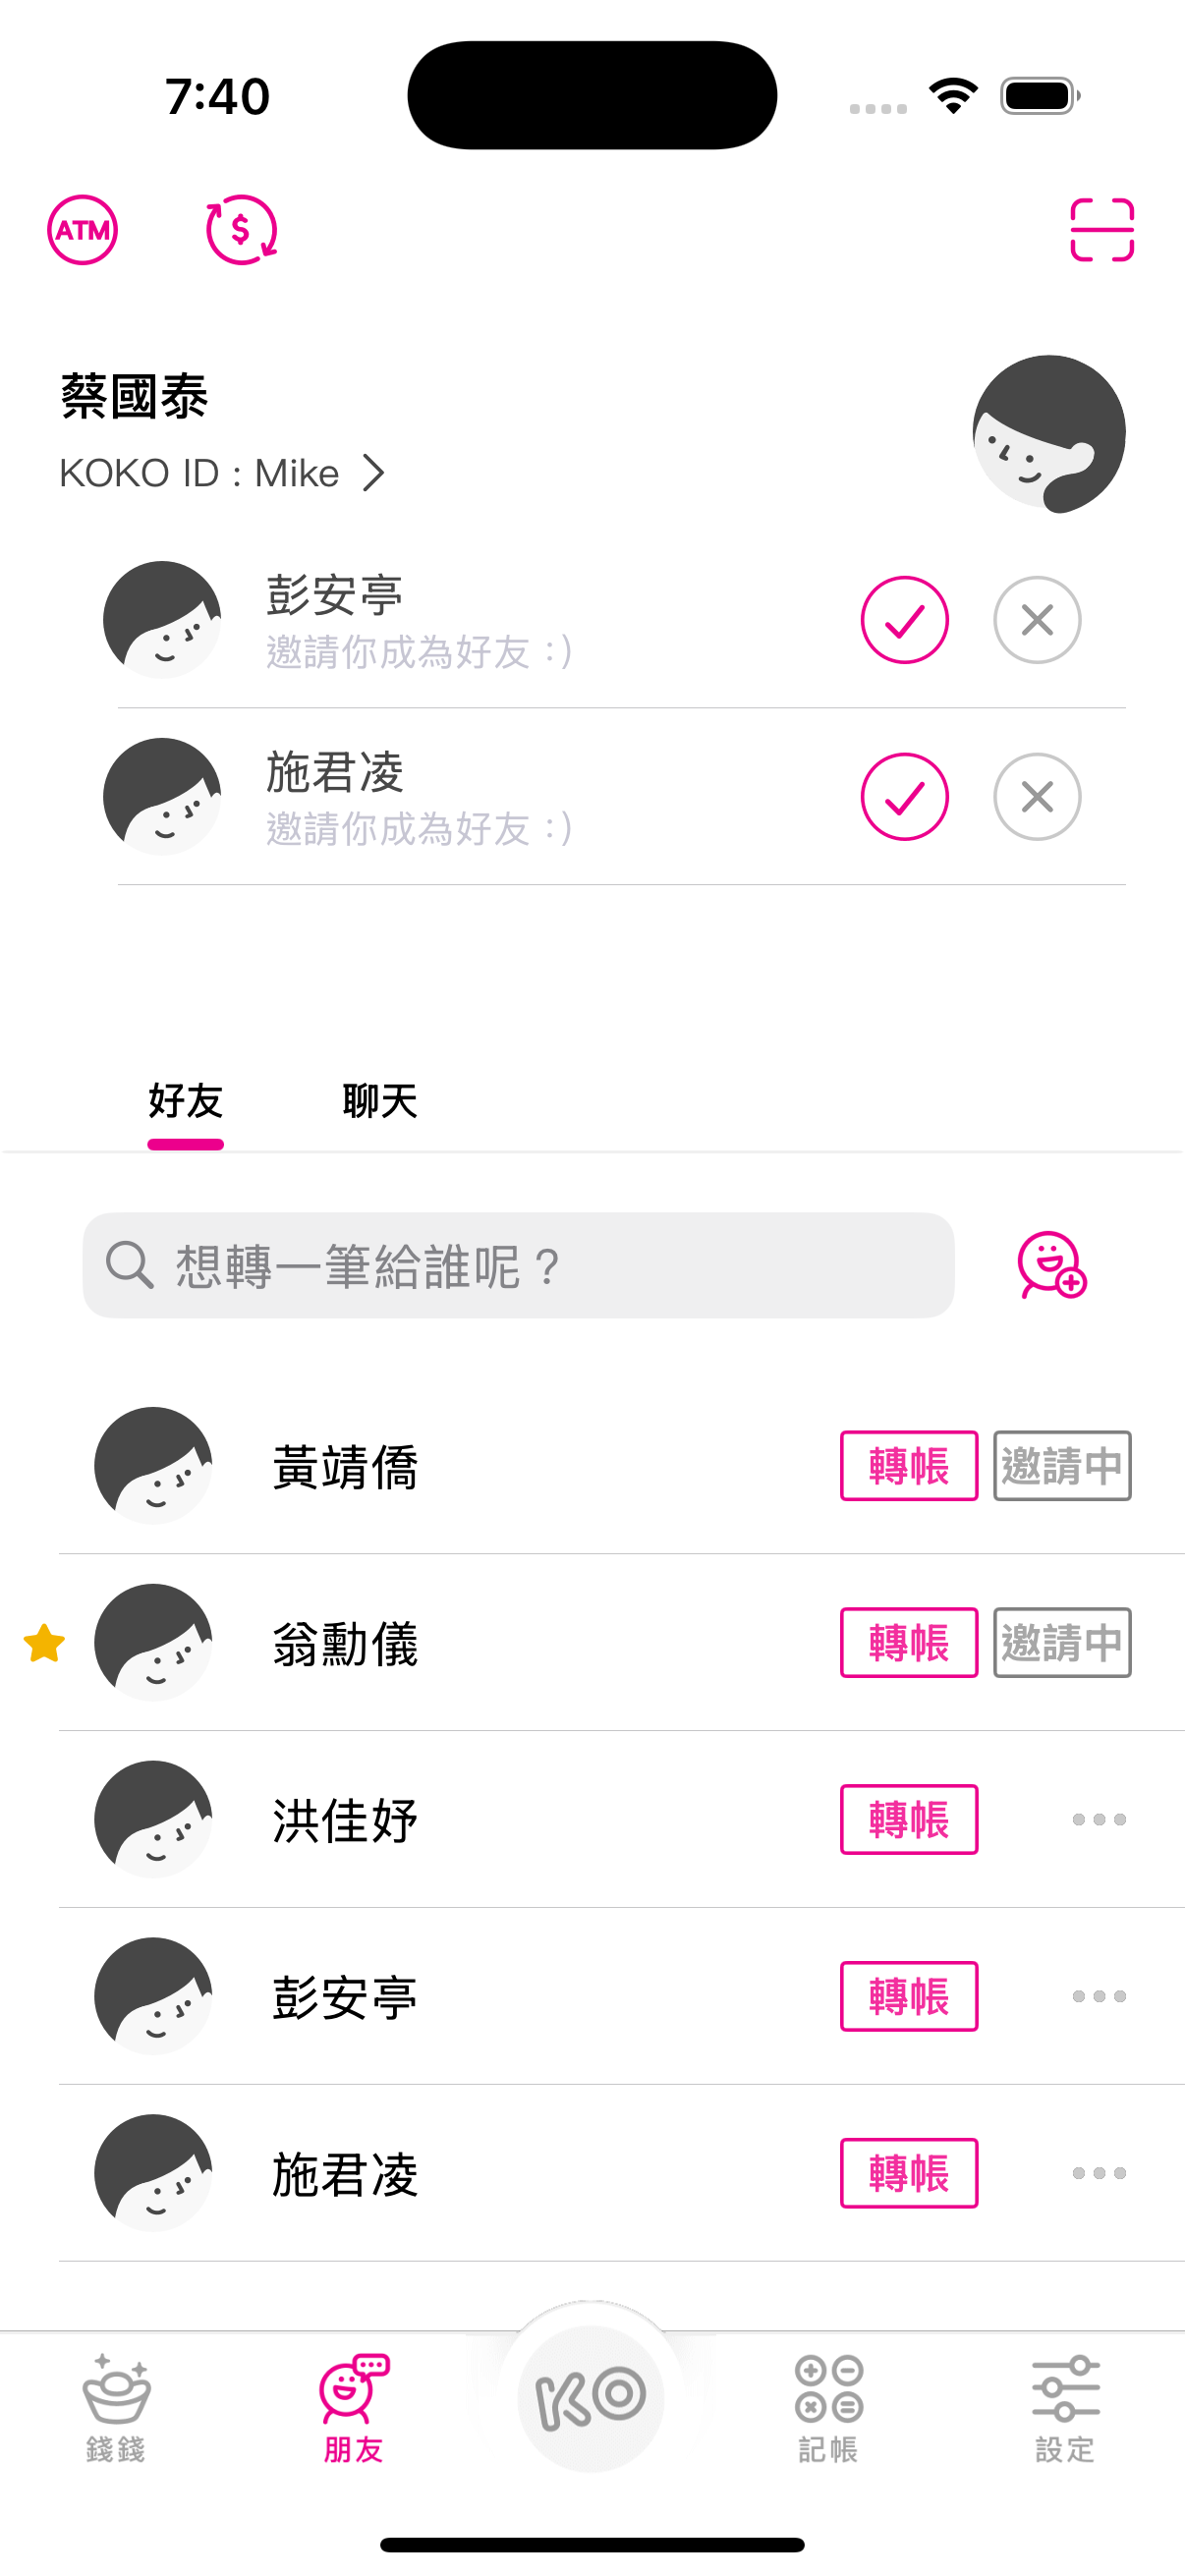 7:40
ATM
蔡國泰
KOKO ID : Mike
彭安亭
邀請你成為好友 : )
施君凌
邀請你成為好友 : )
好友 聊天
想轉一筆給誰呢？
黃靖僑 轉帳 邀請中
翁勳儀 轉帳 邀請中
洪佳妤 轉帳
彭安亭 轉帳
施君凌 轉帳
KO
錢錢 朋友 記帳 設定